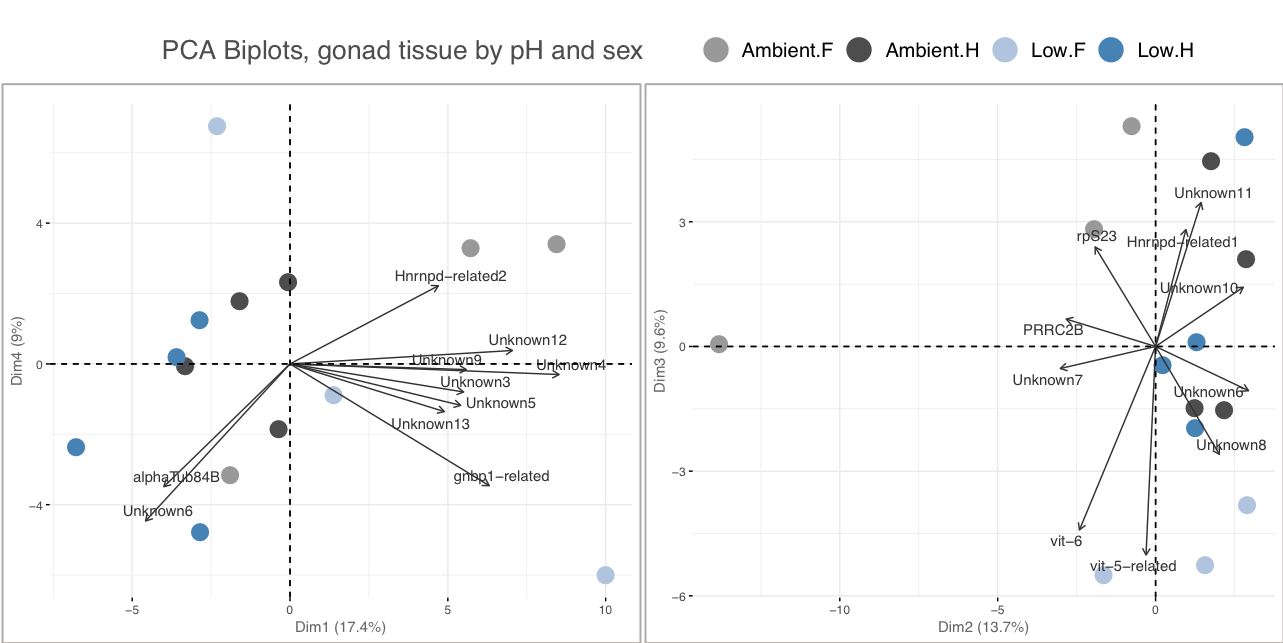 PCA Biplots, gonad tissue by pH and sex
Ambient.F Ambient.H Low.F Low.H
4
0
−4
Dim4 (9%)
−5 0 5 10
Dim1 (17.4%)
Hnrnpd−related2
Unknown12
Unknown9
Unknown4
Unknown3
Unknown5
Unknown13
gnbp1−related
alphaTub84B
Unknown6
3
0
−3
−6
Dim3 (9.6%)
−10 −5 0
Dim2 (13.7%)
Unknown11
rpS23
Hnrnpd−related1
Unknown10
PRRC2B
Unknown7
Unknown6
Unknown8
vit−6
vit−5−related